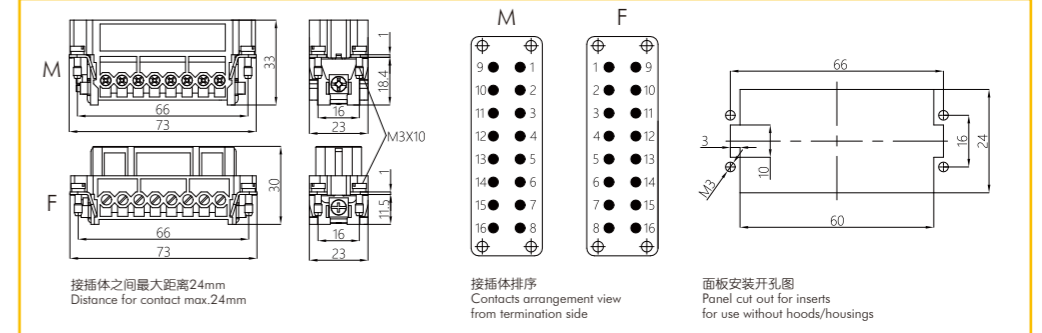 M
33
1
18.4
66
73
16
23
M3X10
F
30
1
11.5
66
73
16
23
接插体之间最大距离24mm
Distance for contact max.24mm
M F
9 1 1 9
10 2 2 10
11 3 3 11
12 4 4 12
13 5 5 13
14 6 6 14
15 7 7 15
16 8 8 16
接插体排序
Contacts arrangement view
from termination side
66
3
M3
10
16
24
60
面板安装开孔图
Panel cut out for inserts
for use without hoods/housings